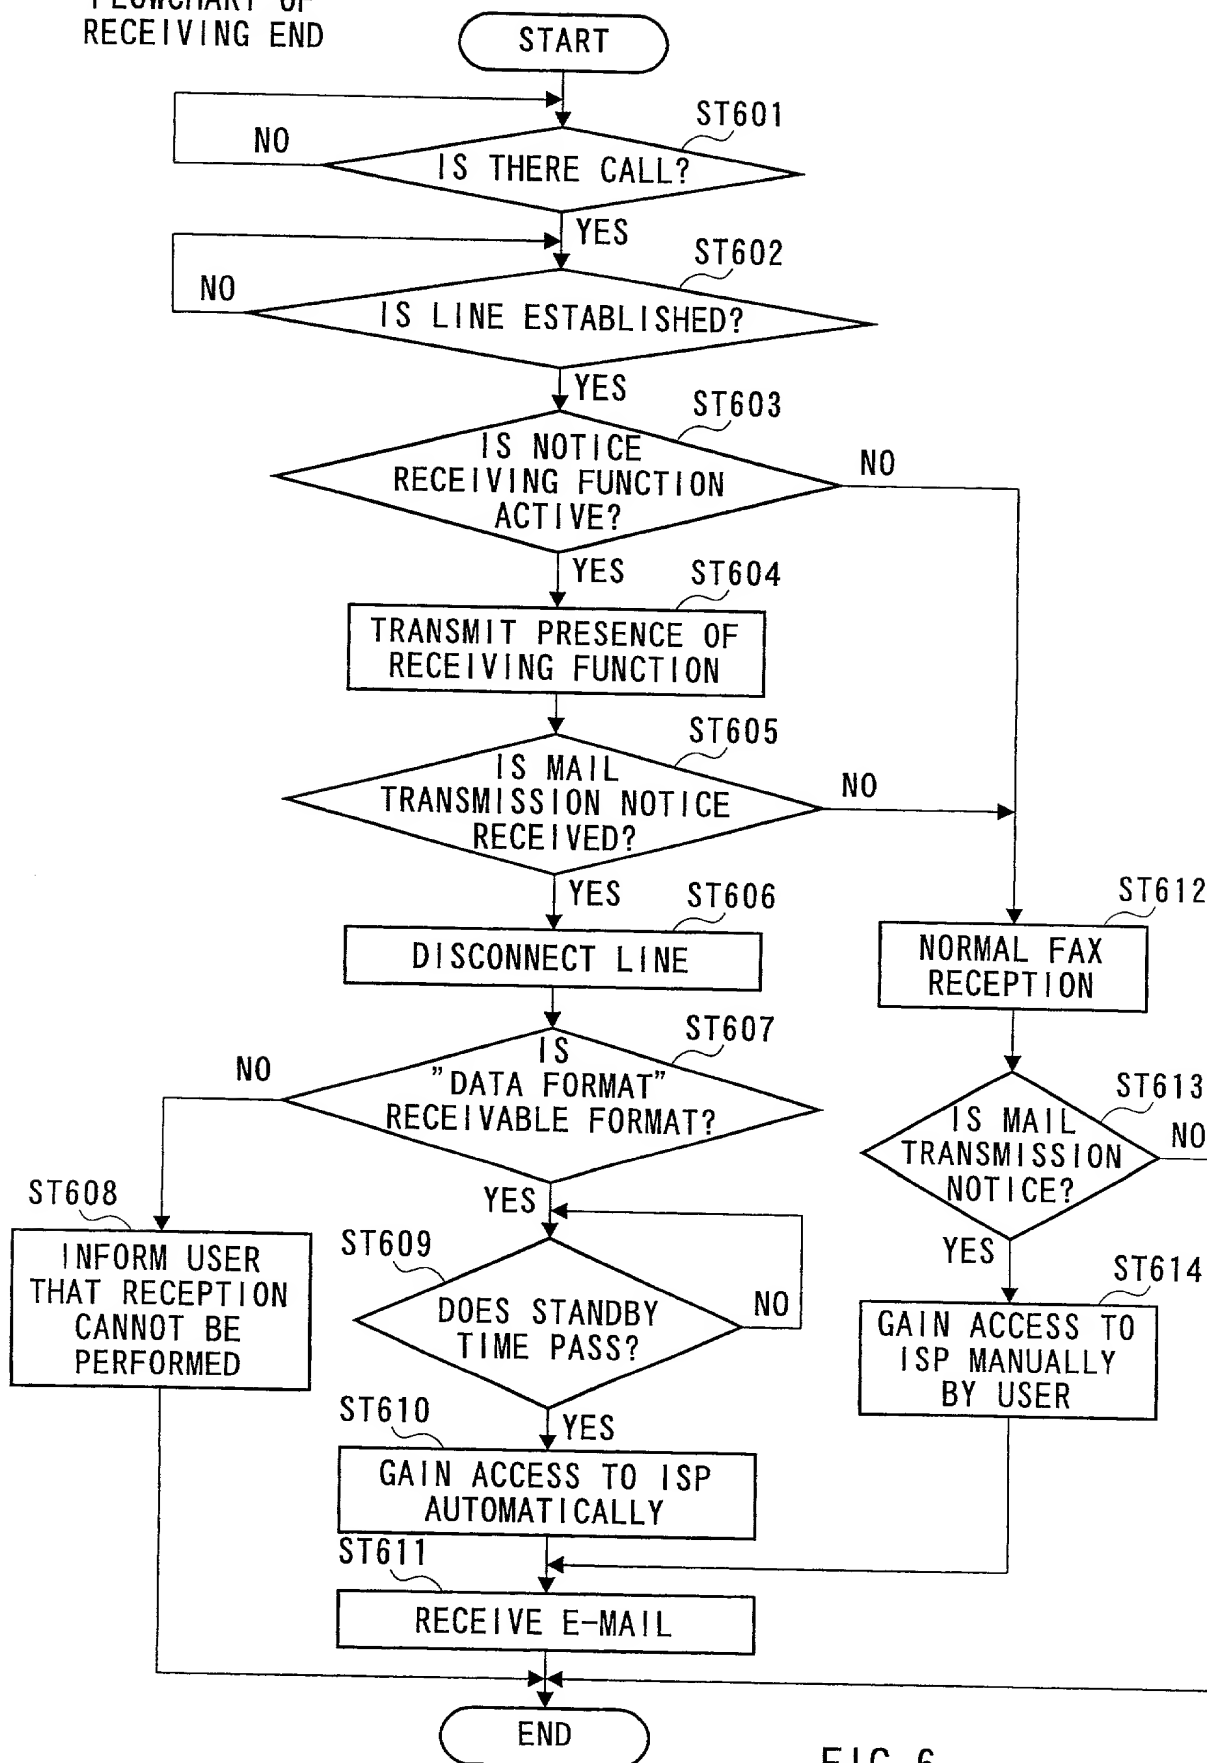 FLOWCHART OF
RECEIVING END
START
ST601
NO
IS THERE CALL?
YES
ST602
NO
IS LINE ESTABLISHED?
YES
ST603
IS NOTICE
RECEIVING FUNCTION
ACTIVE?
NO
YES
ST604
TRANSMIT PRESENCE OF
RECEIVING FUNCTION
ST605
IS MAIL
TRANSMISSION NOTICE
RECEIVED?
NO
YES
ST606
DISCONNECT LINE
ST612
NORMAL FAX
RECEPTION
ST607
NO
IS
"DATA FORMAT"
RECEIVABLE FORMAT?
ST613
IS MAIL
TRANSMISSION
NOTICE?
NO
YES
YES
ST608
INFORM USER
THAT RECEPTION
CANNOT BE
PERFORMED
ST609
DOES STANDBY
TIME PASS?
NO
ST614
GAIN ACCESS TO
ISP MANUALLY
BY USER
YES
ST610
GAIN ACCESS TO ISP
AUTOMATICALLY
ST611
RECEIVE E-MAIL
END
FIG.6